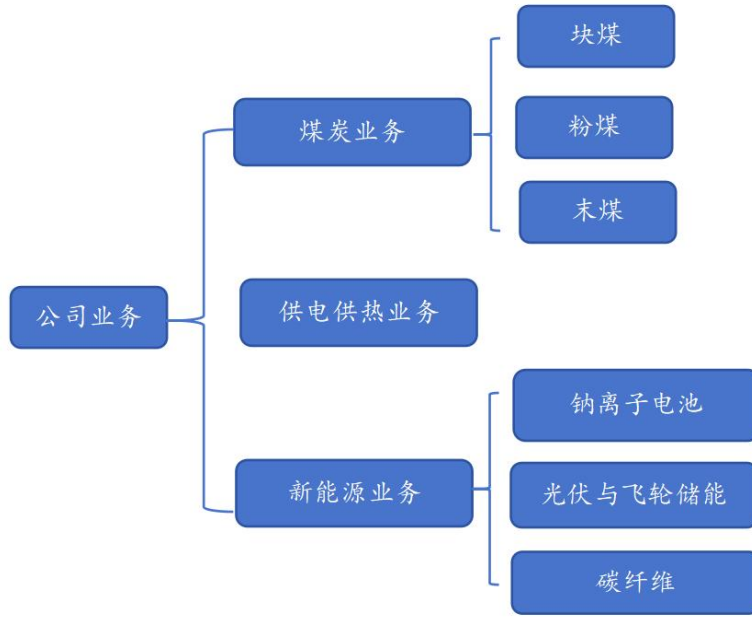 公司业务
煤炭业务
块煤
粉煤
末煤
供电供热业务
新能源业务
钠离子电池
光伏与飞轮储能
碳纤维